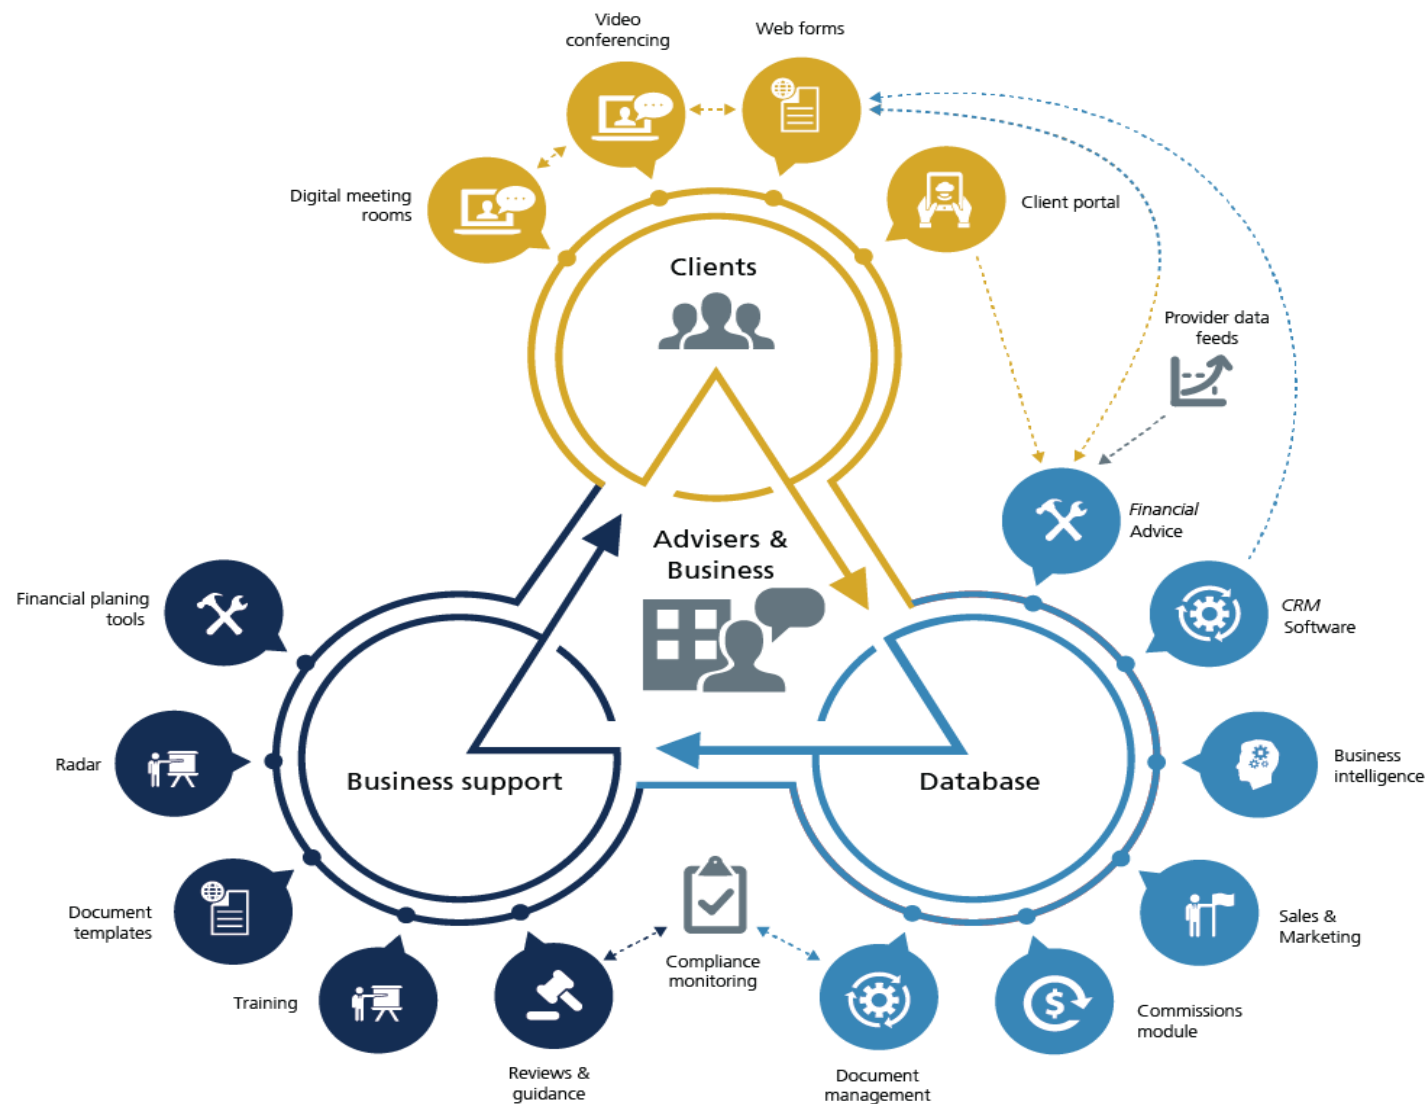 Video
conferencing
Web forms
Digital meeting
rooms
Client portal
Clients
Provider data
feeds
Financial
Advice
Advisers &
Business
Financial planing
tools
CRM
Software
Radar
Business support
Database
Business
intelligence
Document
templates
Sales &
Marketing
Training
Compliance
monitoring
Commissions
module
Reviews &
guidance
Document
management
$